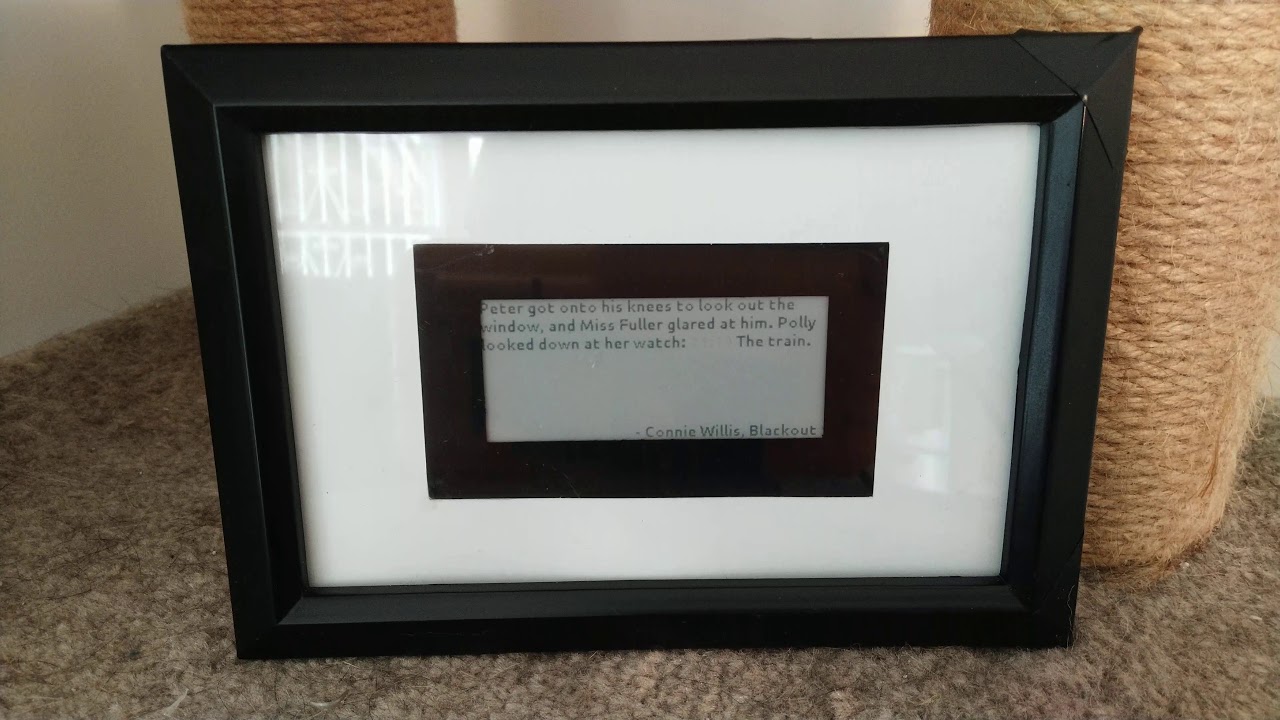 Peter got onto his knees to look out the
window, and Miss Fuller glared at him. Polly
looked down at her watch: The train.
- Connie Willis, Blackout